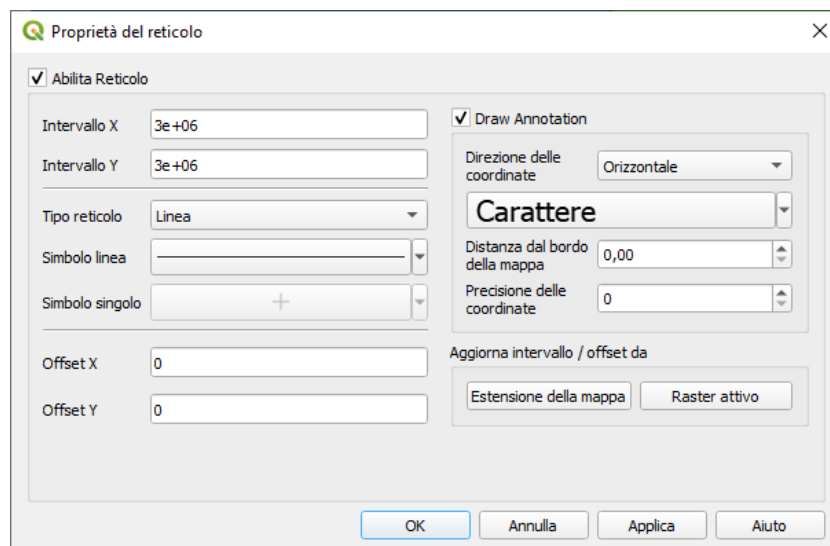 Proprietà del reticolo
Abilita Reticolo
Intervallo X
3e+06
Intervallo Y
3e+06
Tipo reticolo
Linea
Simbolo linea
Simbolo singolo
Offset X
0
Offset Y
0
Draw Annotation
Direzione delle
coordinate
Orizzontale
Carattere
Distanza dal bordo
della mappa
0,00
Precisione delle
coordinate
0
Aggiorna intervallo / offset da
Estensione della mappa
Raster attivo
OK
Annulla
Applica
Aiuto